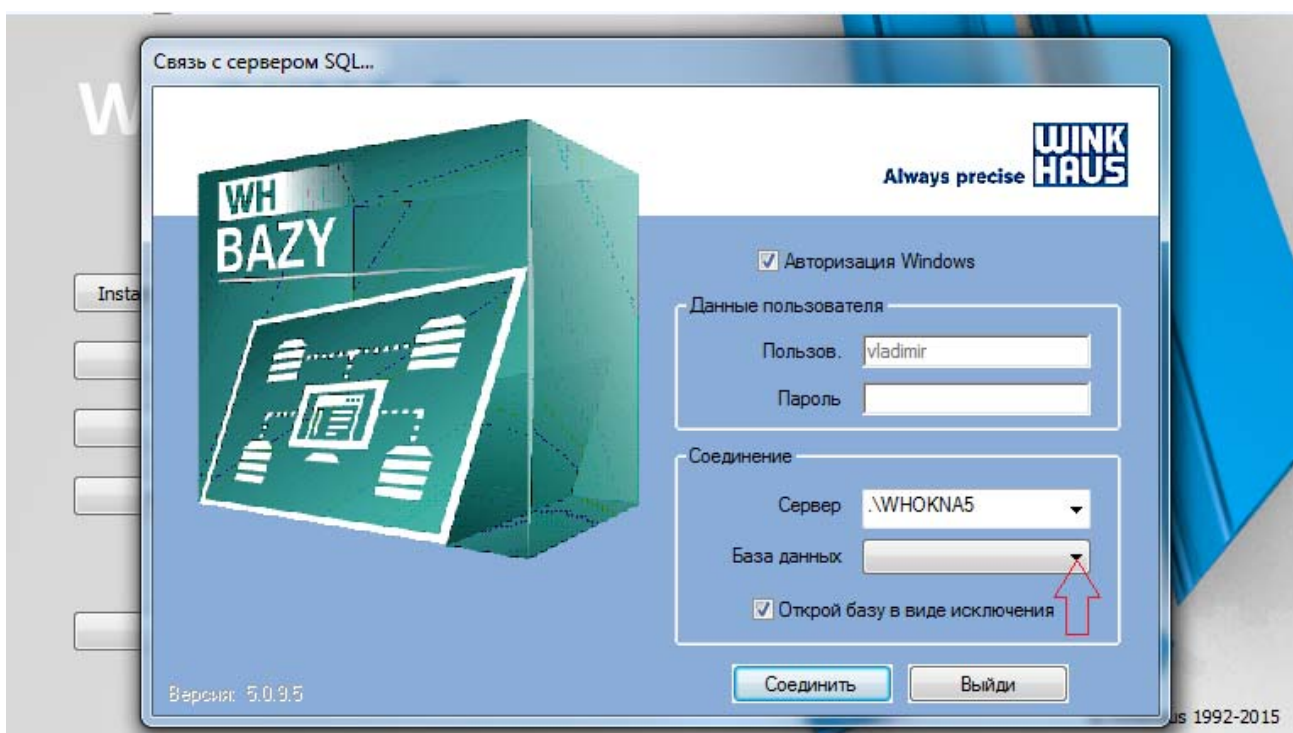 W
Связь с сервером SQL...
WH
BAZY
Always precise WINK HAUS
Авторизация Windows
Insta
Данные пользователя
Пользов. vladimir
Пароль
Соединение
Сервер .\WHOKNA5
База данных
Открой базу в виде исключения
Соединить Выйди
Версия: 5.0.9.5
us 1992-2015